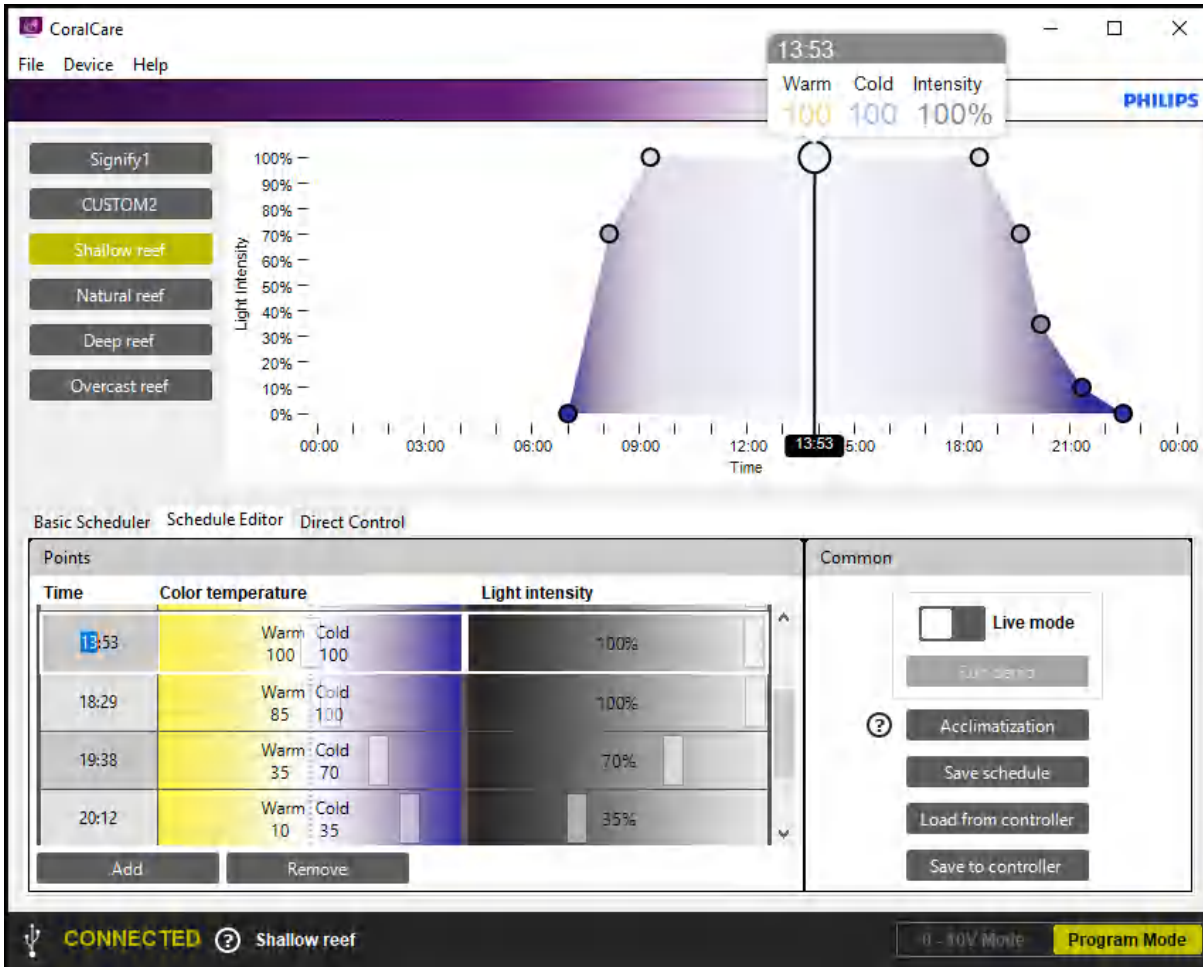 CoralCare
File Device Help
PHILIPS
13:53
Warm Cold Intensity
100 100 100%
Signify1
CUSTOM2
Shallow reef
Natural reef
Deep reef
Overcast reef
Light Intensity
100%
90%
80%
70%
60%
50%
40%
30%
20%
10%
0%
00:00 03:00 06:00 09:00 12:00 13:53 5:00 18:00 21:00 00:00
Time
Basic Scheduler Schedule Editor Direct Control
Points
Time Color temperature Light intensity
13:53 Warm Cold 100%
100 100
18:29 Warm Cold 100%
85 100
19:38 Warm Cold 70%
35 70
20:12 Warm Cold 35%
10 35
Add Remove
Common
Live mode
? Acclimatization
Save schedule
Load from controller
Save to controller
CONNECTED ? Shallow reef
0 - 10V Mode Program Mode